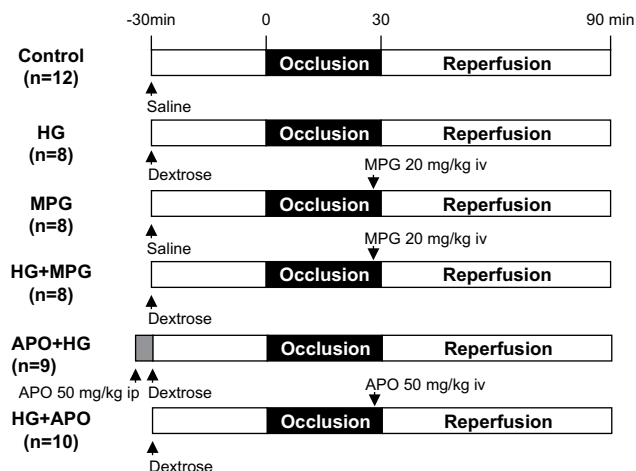 -30min 0 30 90 min
Control Occlusion Reperfusion
(n=12)
Saline
HG Occlusion Reperfusion
(n=8)
Dextrose MPG 20 mg/kg iv
MPG Occlusion Reperfusion
(n=8)
Saline MPG 20 mg/kg iv
HG+MPG Occlusion Reperfusion
(n=8)
Dextrose
APO+HG Occlusion Reperfusion
(n=9)
APO 50 mg/kg ip Dextrose APO 50 mg/kg iv
HG+APO Occlusion Reperfusion
(n=10)
Dextrose